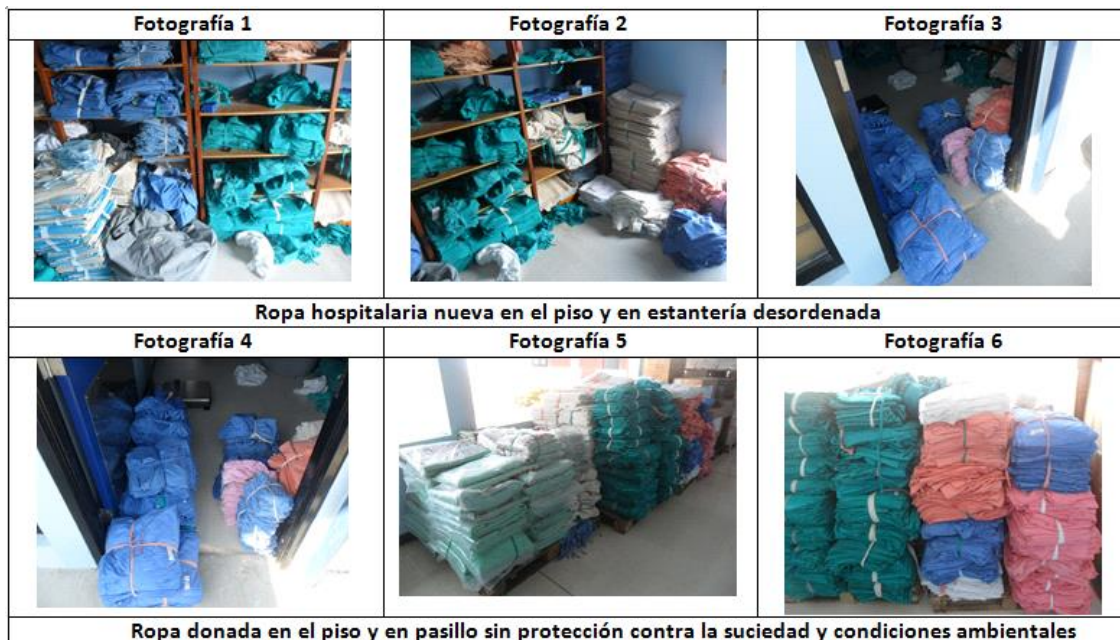 Fotografía 1
Fotografía 2
Fotografía 3
Ropa hospitalaria nueva en el piso y en estantería desordenada
Fotografía 4
Fotografía 5
Fotografía 6
Ropa donada en el piso y en pasillo sin protección contra la suciedad y condiciones ambientales